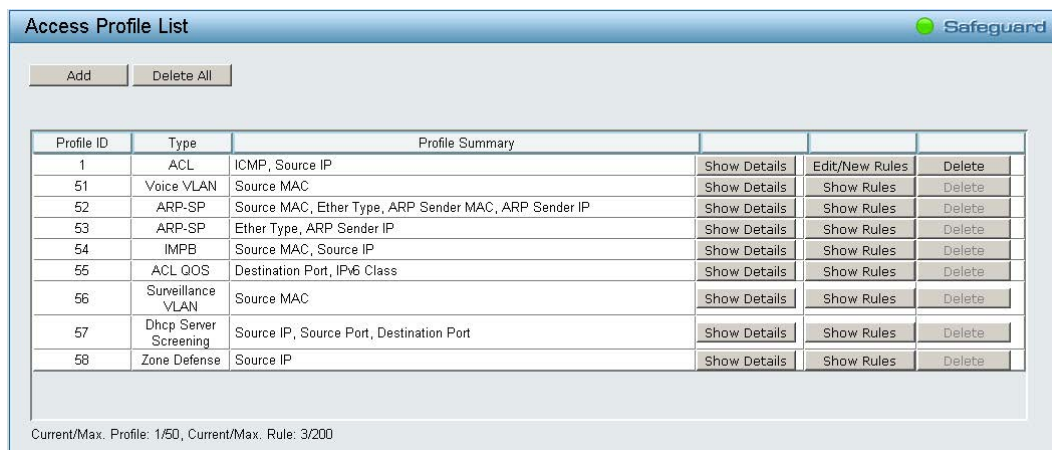 Access Profile List
Safeguard
Add Delete All
Profile ID Type Profile Summary
1 ACL ICMP, Source IP Show Details Edit/New Rules Delete
51 Voice VLAN Source MAC Show Details Show Rules Delete
52 ARP-SP Source MAC, Ether Type, ARP Sender MAC, ARP Sender IP Show Details Show Rules Delete
53 ARP-SP Ether Type, ARP Sender IP Show Details Show Rules Delete
54 IMPB Source MAC, Source IP Show Details Show Rules Delete
55 ACL QOS Destination Port, IPv6 Class Show Details Show Rules Delete
56 Surveillance VLAN Source MAC Show Details Show Rules Delete
57 Dhcp Server Screening Source IP, Source Port, Destination Port Show Details Show Rules Delete
58 Zone Defense Source IP Show Details Show Rules Delete
Current/Max. Profile: 1/50, Current/Max. Rule: 3/200